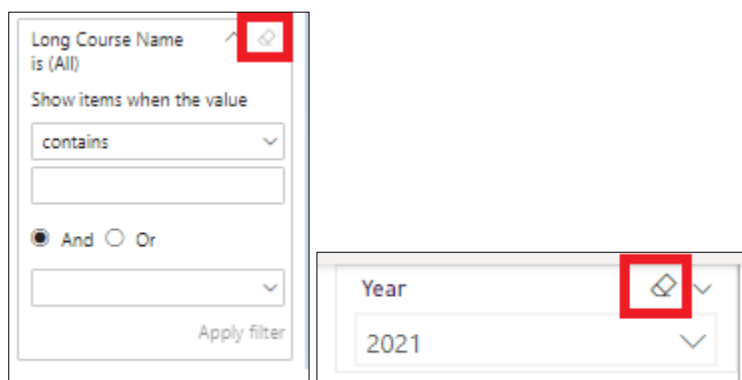 Long Course Name
is (All)
Show items when the value
contains
And Or
Apply filter
Year
2021